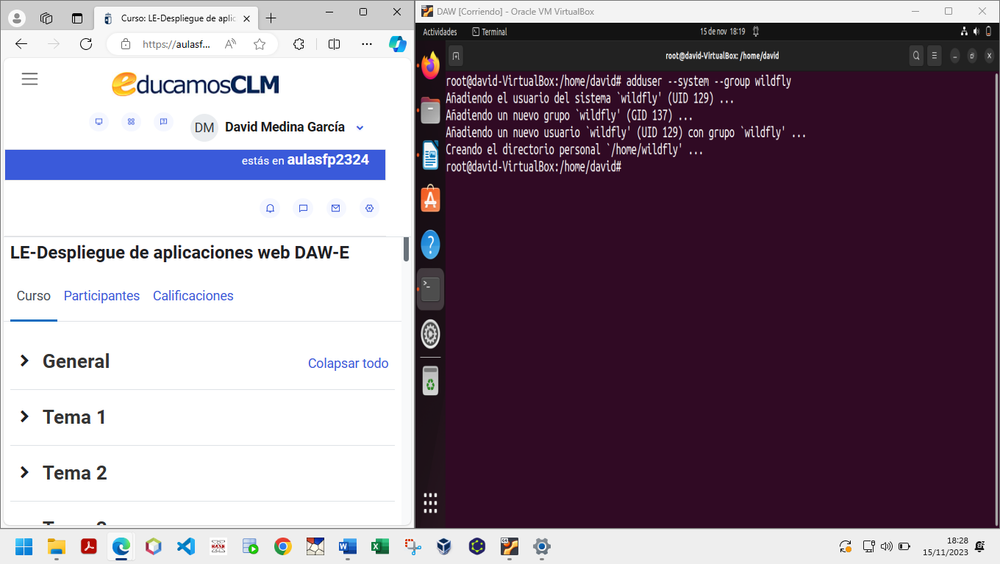 Curso: LE-Despliegue de aplic
https://aulasf...
educamosCLM
DM
David Medina García
estás en aulasfp2324
LE-Despliegue de aplicaciones web DAW-E
Curso
Participantes
Calificaciones
General
Colapsar todo
Tema 1
Tema 2
DAW [Corriendo] - Oracle VM VirtualBox
Actividades
Terminal
15 de nov 18:19
root@david-VirtualBox: /home/david
root@david-VirtualBox:/home/david# adduser --system --group wildfly
Añadiendo el usuario del sistema `wildfly' (UID 129) ...
Añadiendo un nuevo grupo `wildfly' (GID 137) ...
Añadiendo un nuevo usuario `wildfly' (UID 129) con grupo `wildfly' ...
Creando el directorio personal `/home/wildfly' ...
root@david-VirtualBox:/home/david#
18:28
15/11/2023